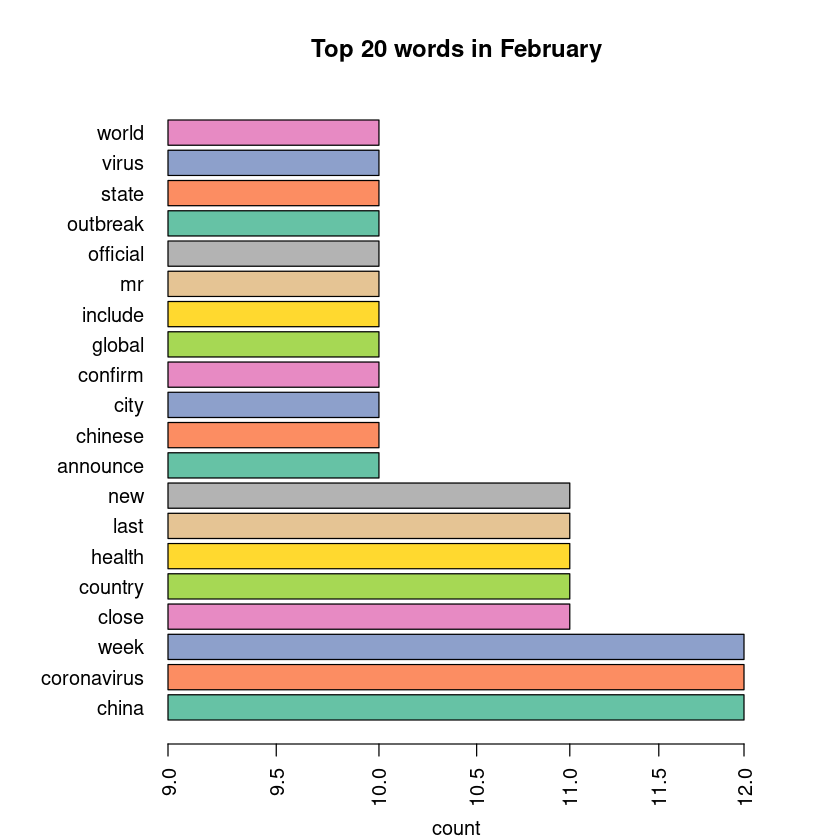 Top 20 words in February
world
virus
state
outbreak
official
mr
include
global
confirm
city
chinese
announce
new
last
health
country
close
week
coronavirus
china
9.0
9.5
10.0
10.5
11.0
11.5
12.0
count